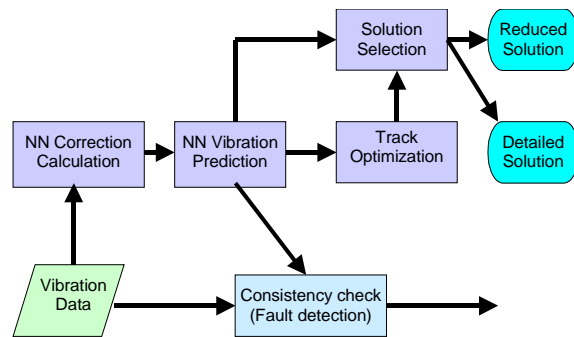 Solution
Selection
Reduced
Solution
NN Correction
Calculation
NN Vibration
Prediction
Track
Optimization
Detailed
Solution
Vibration
Data
Consistency check
(Fault detection)